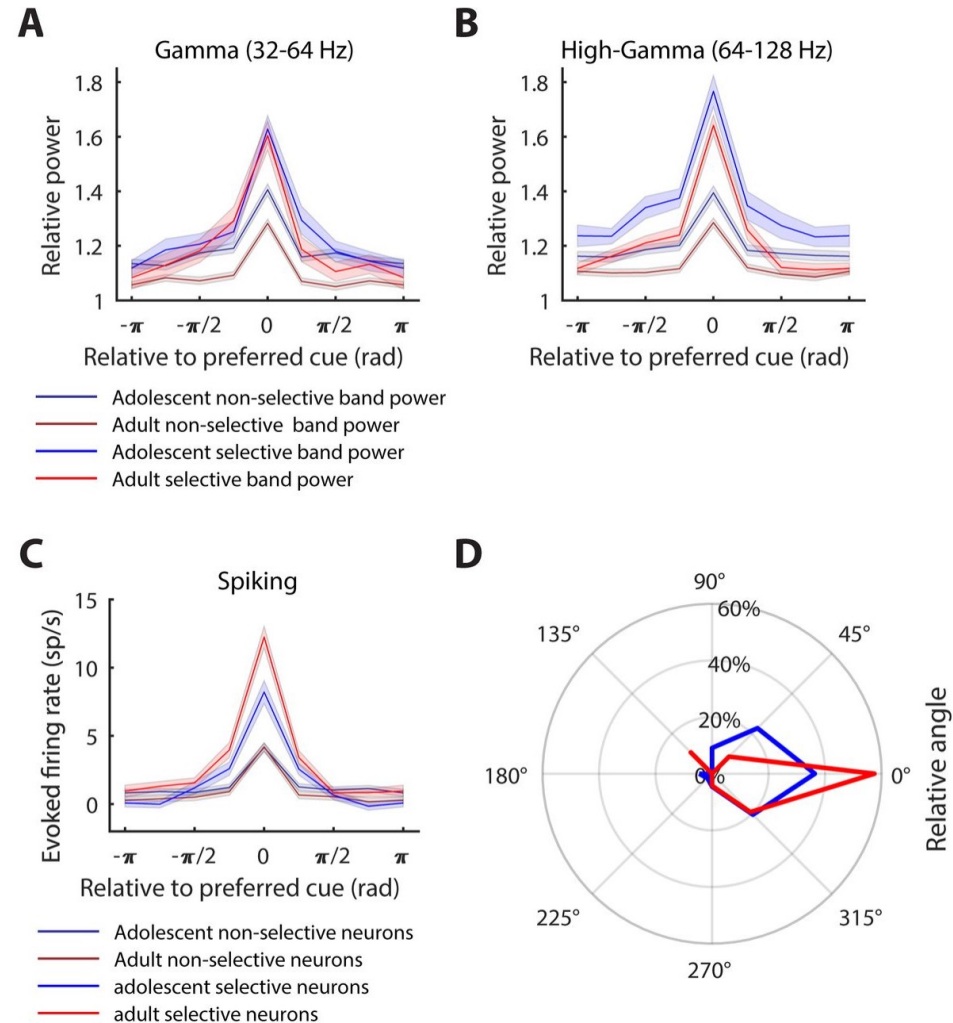 A
Gamma (32-64 Hz)
Relative power
1.8
1.6
1.4
1.2
1
-π -π/2 0 π/2 π
Relative to preferred cue (rad)
B
High-Gamma (64-128 Hz)
Relative power
1.8
1.6
1.4
1.2
1
-π -π/2 0 π/2 π
Relative to preferred cue (rad)
Adolescent non-selective band power
Adult non-selective band power
Adolescent selective band power
Adult selective band power
C
Spiking
Evoked firing rate (sp/s)
15
10
5
0
-π -π/2 0 π/2 π
Relative to preferred cue (rad)
Adolescent non-selective neurons
Adult non-selective neurons
adolescent selective neurons
adult selective neurons
D
90°
60%
135° 45°
40%
20%
180° 0% 0°
225° 315°
270°
Relative angle